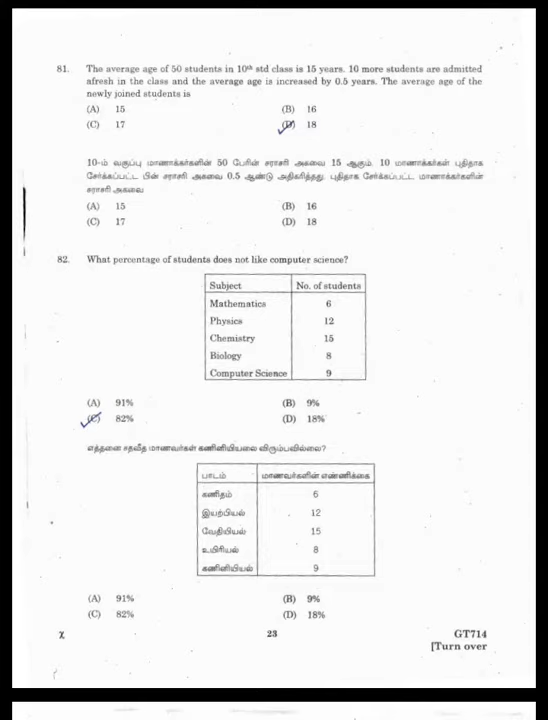 81. The average age of 50 students in 10th std class is 15 years. 10 more students are admitted
afresh in the class and the average age is increased by 0.5 years. The average age of the
newly joined students is
(A) 15 (B) 16
(C) 17 (D) 18
10-ம் வகுப்பு மாணாக்கர்களின் 50 பேரின் சராசரி அகவை 15 ஆகும். 10 மாணாக்கர்கள் புதிதாக
சேர்க்கப்பட்ட பின் சராசரி அகவை 0.5 ஆண்டு அதிகரித்தது. புதிதாக சேர்க்கப்பட்ட மாணாக்கர்களின்
சராசரி அகவை
(A) 15 (B) 16
(C) 17 (D) 18
82. What percentage of students does not like computer science?
Subject No. of students
Mathematics 6
Physics 12
Chemistry 15
Biology 8
Computer Science 9
(A) 91% (B) 9%
(C) 82% (D) 18%
எத்தனை சதவீத மாணவர்கள் கணினியியலை விரும்பவில்லை?
பாடம் மாணவர்களின் எண்ணிக்கை
கணிதம் 6
இயற்பியல் 12
வேதியியல் 15
உயிரியல் 8
கணினியியல் 9
(A) 91% (B) 9%
(C) 82% (D) 18%
χ 23 GT714
[Turn over